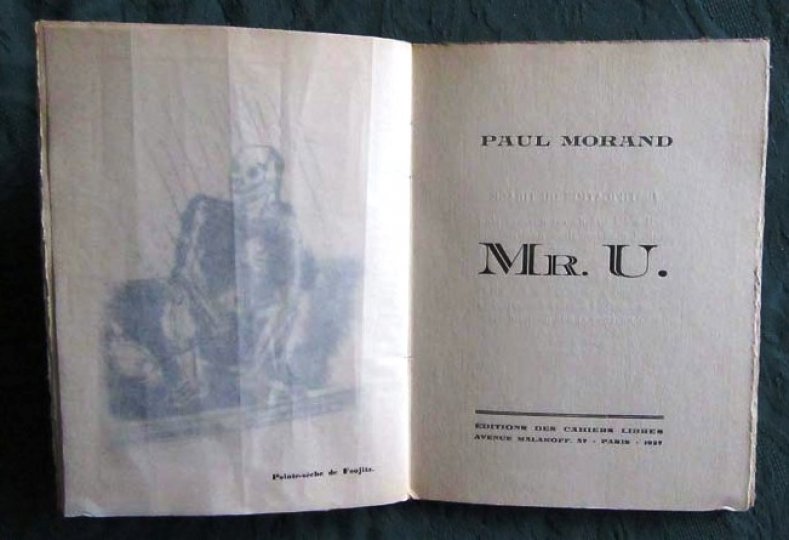 Pointe-sèche de Foujita.
PAUL MORAND
MR. U.
EDITIONS DES CAHIERS LIBRES
AVENUE MALAKOFF, 57 - PARIS - 1927